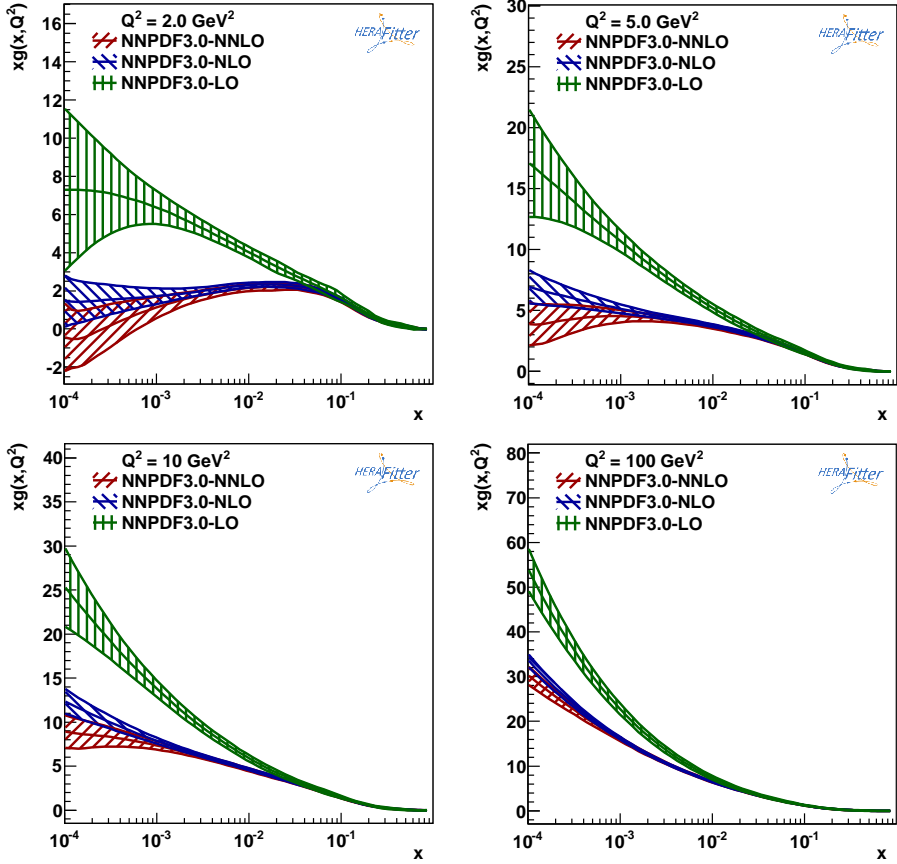 xg(x,Q²)
Q² = 2.0 GeV²
NNPDF3.0-NNLO
NNPDF3.0-NLO
NNPDF3.0-LO
HERAFitter
16
14
12
10
8
6
4
2
0
-2
10⁻⁴ 10⁻³ 10⁻² 10⁻¹
x
xg(x,Q²)
Q² = 5.0 GeV²
NNPDF3.0-NNLO
NNPDF3.0-NLO
NNPDF3.0-LO
HERAFitter
30
25
20
15
10
5
0
10⁻⁴ 10⁻³ 10⁻² 10⁻¹
x
xg(x,Q²)
Q² = 10 GeV²
NNPDF3.0-NNLO
NNPDF3.0-NLO
NNPDF3.0-LO
HERAFitter
40
35
30
25
20
15
10
5
0
10⁻⁴ 10⁻³ 10⁻² 10⁻¹
x
xg(x,Q²)
Q² = 100 GeV²
NNPDF3.0-NNLO
NNPDF3.0-NLO
NNPDF3.0-LO
HERAFitter
80
70
60
50
40
30
20
10
0
10⁻⁴ 10⁻³ 10⁻² 10⁻¹
x